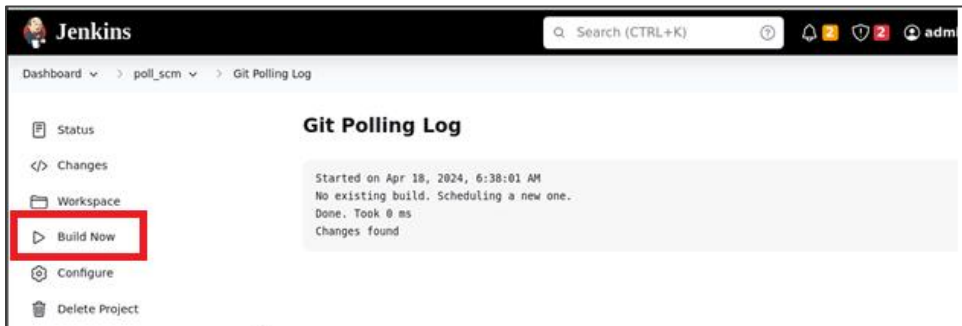 Jenkins
Search (CTRL+K)
2
2
admi
Dashboard > poll_scm > Git Polling Log
Status
Changes
Workspace
Build Now
Configure
Delete Project
Git Polling Log
Started on Apr 18, 2024, 6:38:01 AM
No existing build. Scheduling a new one.
Done. Took 0 ms
Changes found